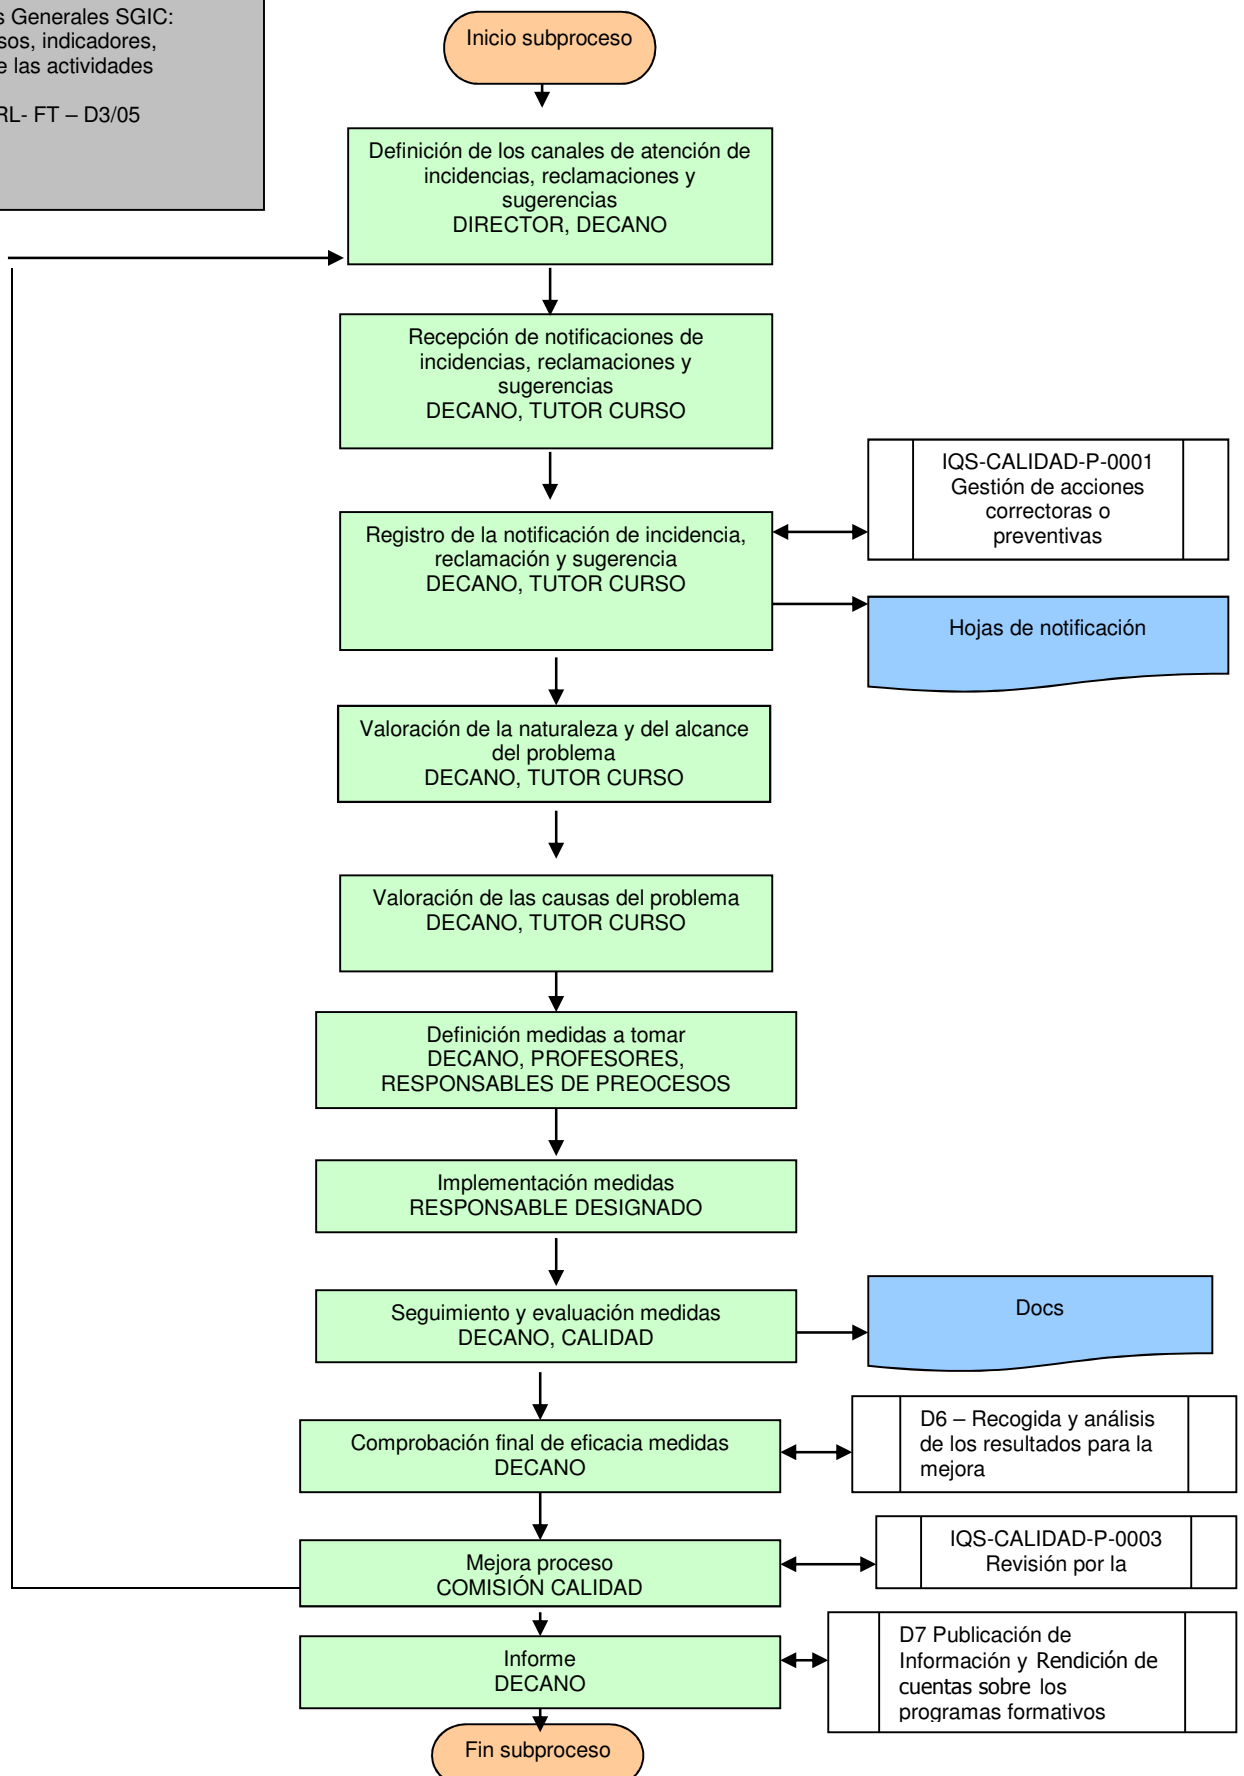 s Generales SGIC:
sos, indicadores,
e las actividades
RL- FT – D3/05
Inicio subproceso
Definición de los canales de atención de
incidencias, reclamaciones y
sugerencias
DIRECTOR, DECANO
Recepción de notificaciones de
incidencias, reclamaciones y
sugerencias
DECANO, TUTOR CURSO
IQS-CALIDAD-P-0001
Gestión de acciones
correctoras o
preventivas
Registro de la notificación de incidencia,
reclamación y sugerencia
DECANO, TUTOR CURSO
Hojas de notificación
Valoración de la naturaleza y del alcance
del problema
DECANO, TUTOR CURSO
Valoración de las causas del problema
DECANO, TUTOR CURSO
Definición medidas a tomar
DECANO, PROFESORES,
RESPONSABLES DE PREOCESOS
Implementación medidas
RESPONSABLE DESIGNADO
Seguimiento y evaluación medidas
DECANO, CALIDAD
Docs
Comprobación final de eficacia medidas
DECANO
D6 – Recogida y análisis
de los resultados para la
mejora
Mejora proceso
COMISIÓN CALIDAD
IQS-CALIDAD-P-0003
Revisión por la
Informe
DECANO
D7 Publicación de
Información y Rendición de
cuentas sobre los
programas formativos
Fin subproceso